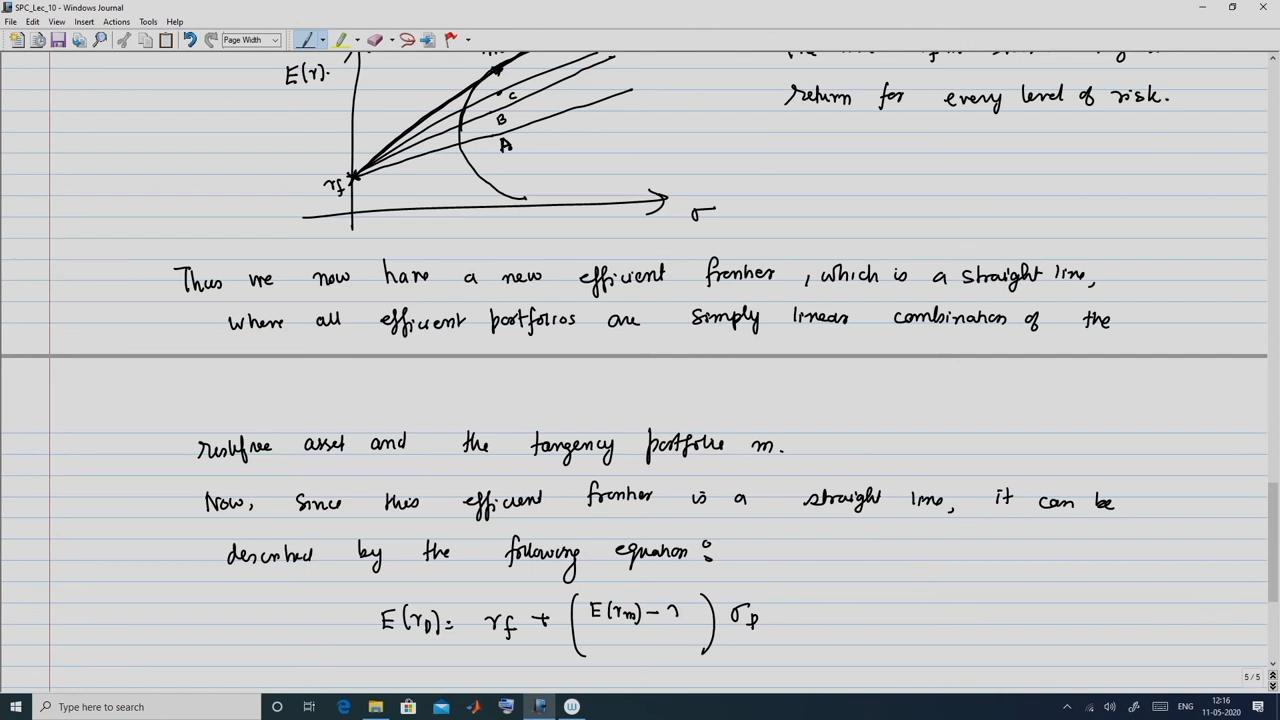 SPC_Lec_10 - Windows Journal
File Edit View Insert Actions Tools Help
Page Width
E(r).
return for every level of risk.
C
B
A
rf
σ
Thus we now have a new efficient frontier, which is a straight line,
where all efficient portfolios are simply linear combination of the
riskfree asset and the tangency portfolio m.
Now, since this efficient frontier is a straight line, it can be
described by the following equation:
E(rp) = rf + (E(rm) - ) σp
5/5
Type here to search
ENG
12:16
11-05-2020